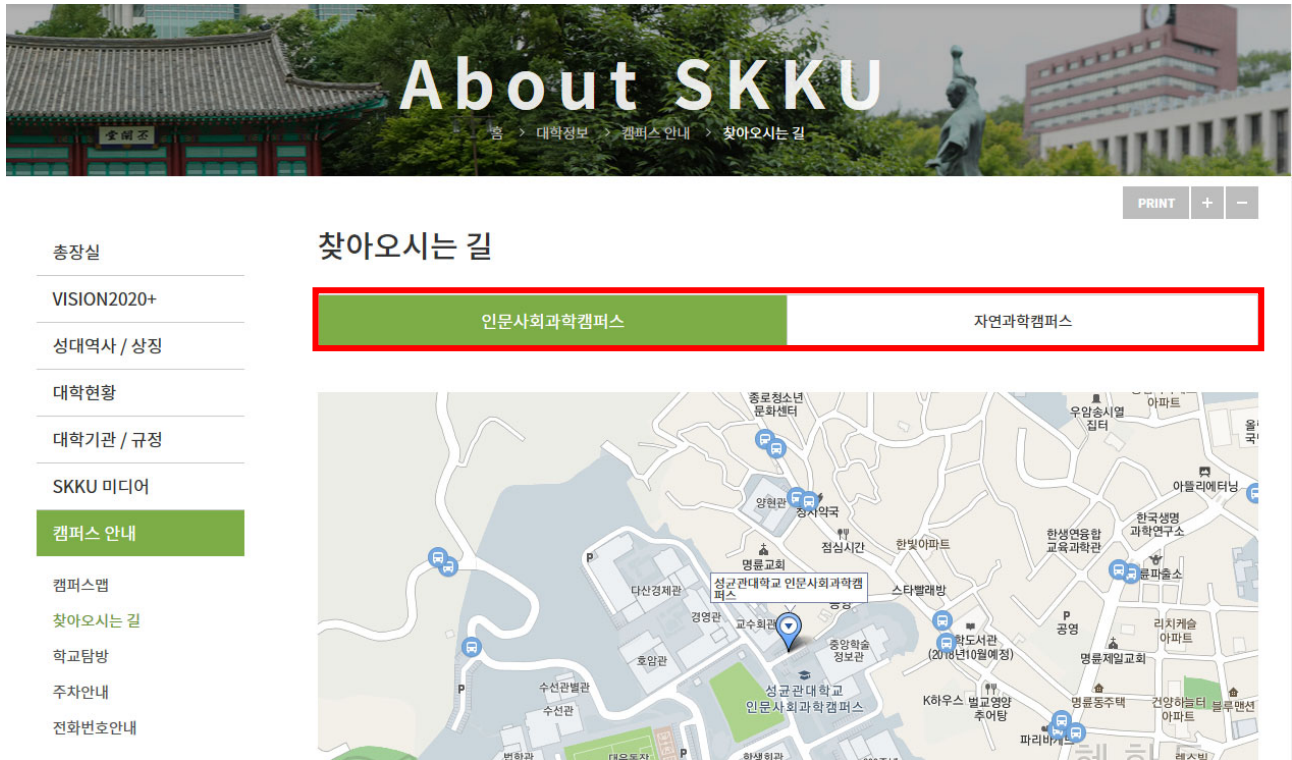 About SKKU
홈 > 대학정보 > 캠퍼스 안내 > 찾아오시는 길
PRINT + −
찾아오시는 길
총장실
VISION2020+
성대역사 / 상징
대학현황
대학기관 / 규정
SKKU 미디어
캠퍼스 안내
캠퍼스맵
찾아오시는 길
학교탐방
주차안내
전화번호안내
인문사회과학캠퍼스
자연과학캠퍼스
종로청소년
문화센터
우암송시열
집터
아파트
아뜰리에터닝
양현관
점심시간
한빛아파트
한생연융합
교육과학관
한국생명
과학연구소
명륜교회
P
다산경제관
성균관대학교 인문사회과학캠
퍼스
스타빨래방
륜파출소
경영관
교수회관
P
공영
리치케슬
아파트
호암관
중앙학술
정보관
학도서관
(2018년10월예정)
명륜제일교회
P
수선관별관
수선관
성균관대학교
인문사회과학캠퍼스
K하우스
벌교영양
추어탕
명륜동주택
건양하늘터
아파트
블루맨션
P